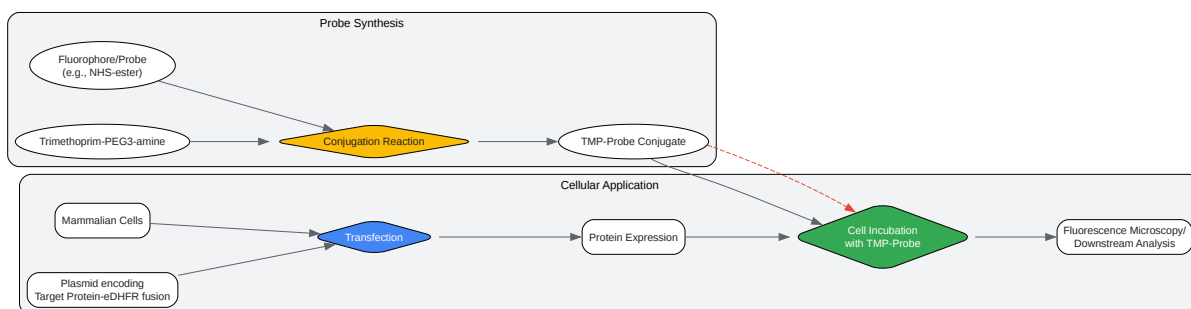 Probe Synthesis
Fluorophore/Probe
(e.g., NHS-ester)
Trimethoprim-PEG3-amine
Conjugation Reaction
TMP-Probe Conjugate
Cellular Application
Mammalian Cells
Plasmid encoding
Target Protein-eDHFR fusion
Transfection
Protein Expression
Cell Incubation
with TMP-Probe
Fluorescence Microscopy/
Downstream Analysis